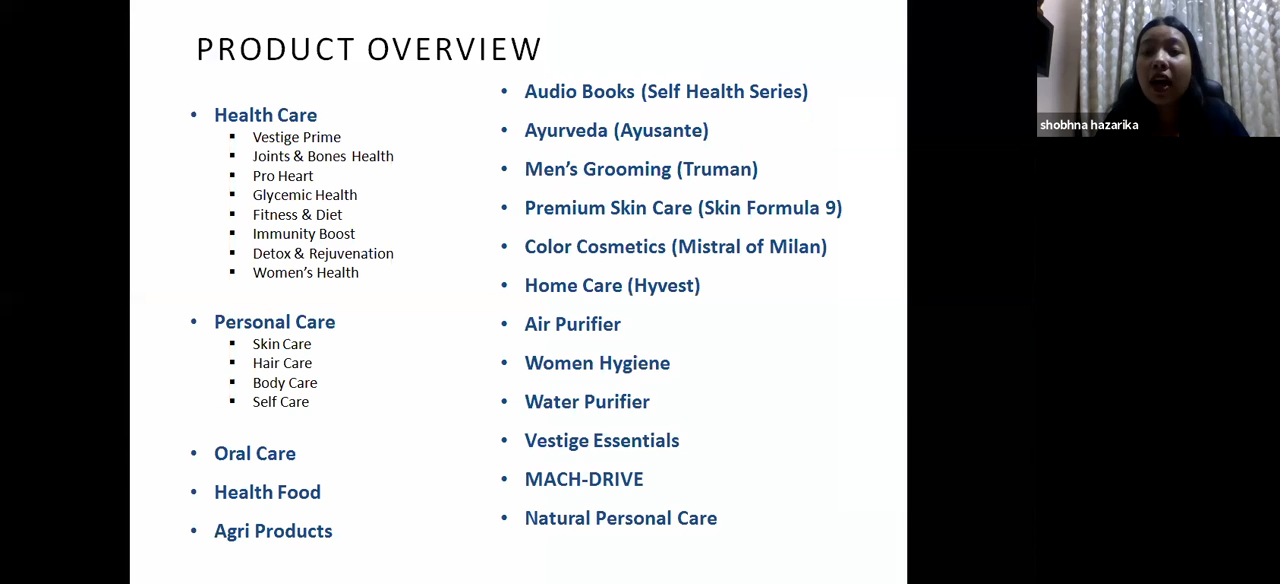 PRODUCT OVERVIEW
• Health Care
▪ Vestige Prime
▪ Joints & Bones Health
▪ Pro Heart
▪ Glycemic Health
▪ Fitness & Diet
▪ Immunity Boost
▪ Detox & Rejuvenation
▪ Women's Health
• Personal Care
▪ Skin Care
▪ Hair Care
▪ Body Care
▪ Self Care
• Oral Care
• Health Food
• Agri Products
• Audio Books (Self Health Series)
• Ayurveda (Ayusante)
• Men’s Grooming (Truman)
• Premium Skin Care (Skin Formula 9)
• Color Cosmetics (Mistral of Milan)
• Home Care (Hyvest)
• Air Purifier
• Women Hygiene
• Water Purifier
• Vestige Essentials
• MACH-DRIVE
• Natural Personal Care
shobhna hazarika